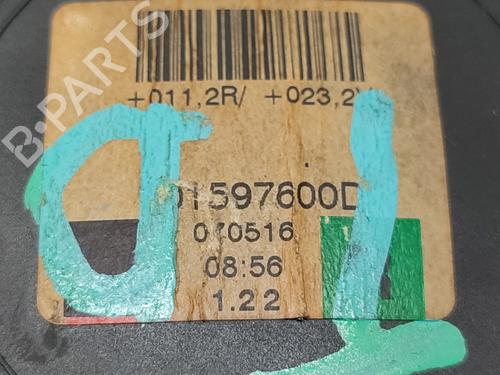 B-PARTS
+011,2R/ +023,2
01597600D
070516
08:56
1.22